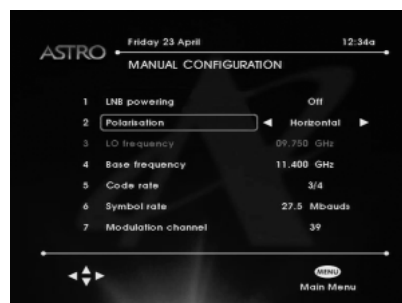 ASTRO
Friday 23 April 12:34a
MANUAL CONFIGURATION
1 LNB powering Off
2 Polarisation Horizontal
3 LO frequency 09.750 GHz
4 Base frequency 11.400 GHz
5 Code rate 3/4
6 Symbol rate 27.5 Mbauds
7 Modulation channel 39
MENU
Main Menu